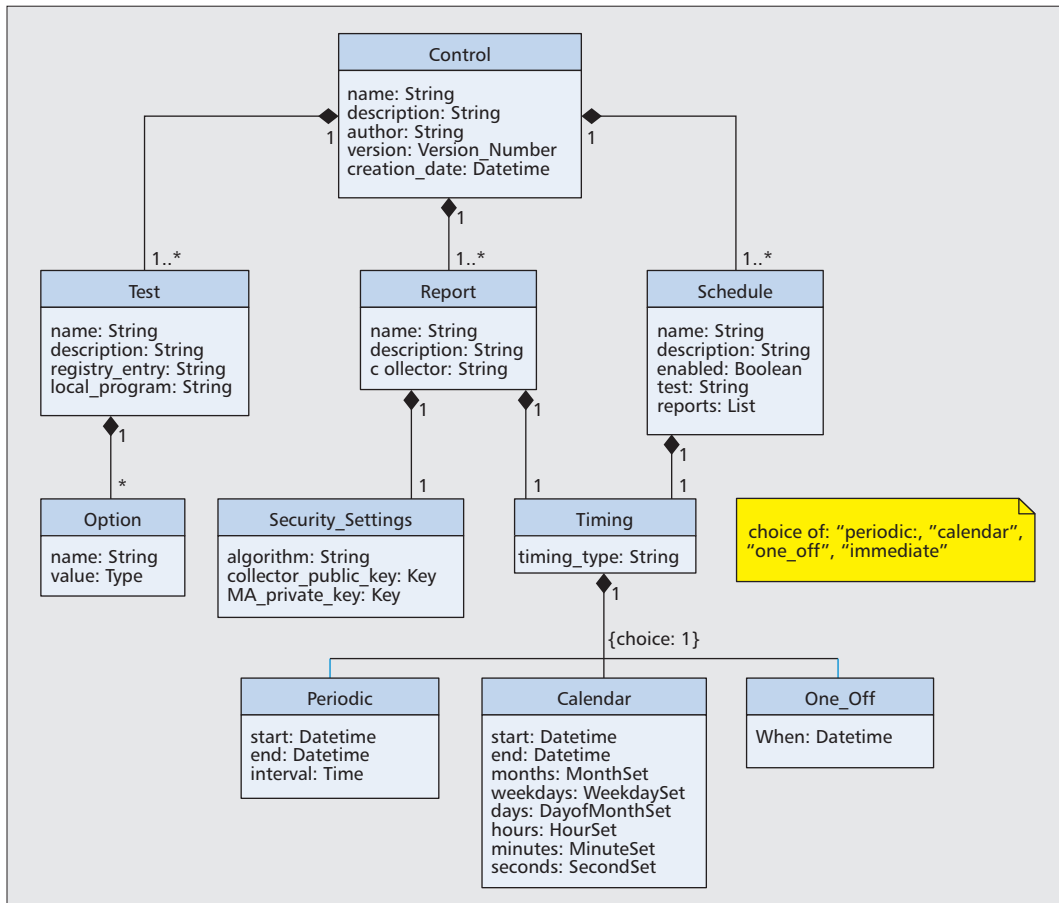 Control
name: String
description: String
author: String
version: Version_Number
creation_date: Datetime
1
1
1
1..*
1..*
1..*
Test
name: String
description: String
registry_entry: String
local_program: String
Report
name: String
description: String
c ollector: String
Schedule
name: String
description: String
enabled: Boolean
test: String
reports: List
1
1
1
1
*
1
1
1
Option
name: String
value: Type
Security_Settings
algorithm: String
collector_public_key: Key
MA_private_key: Key
Timing
timing_type: String
choice of: “periodic:, “calendar”,
“one_off”, “immediate”
1
{choice: 1}
Periodic
start: Datetime
end: Datetime
interval: Time
Calendar
start: Datetime
end: Datetime
months: MonthSet
weekdays: WeekdaySet
days: DayofMonthSet
hours: HourSet
minutes: MinuteSet
seconds: SecondSet
One_Off
When: Datetime